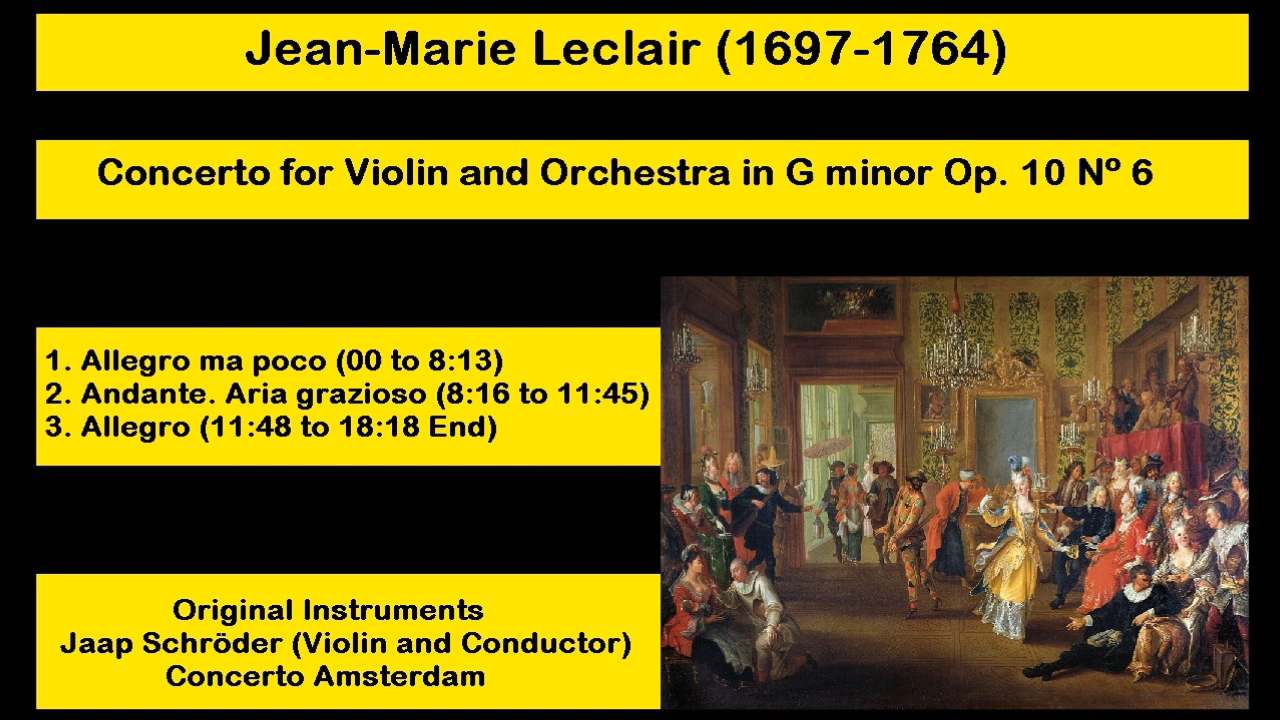 Jean-Marie Leclair (1697-1764)
Concerto for Violin and Orchestra in G minor Op. 10 Nº 6
1. Allegro ma poco (00 to 8:13)
2. Andante. Aria grazioso (8:16 to 11:45)
3. Allegro (11:48 to 18:18 End)
Original Instruments
Jaap Schröder (Violin and Conductor)
Concerto Amsterdam